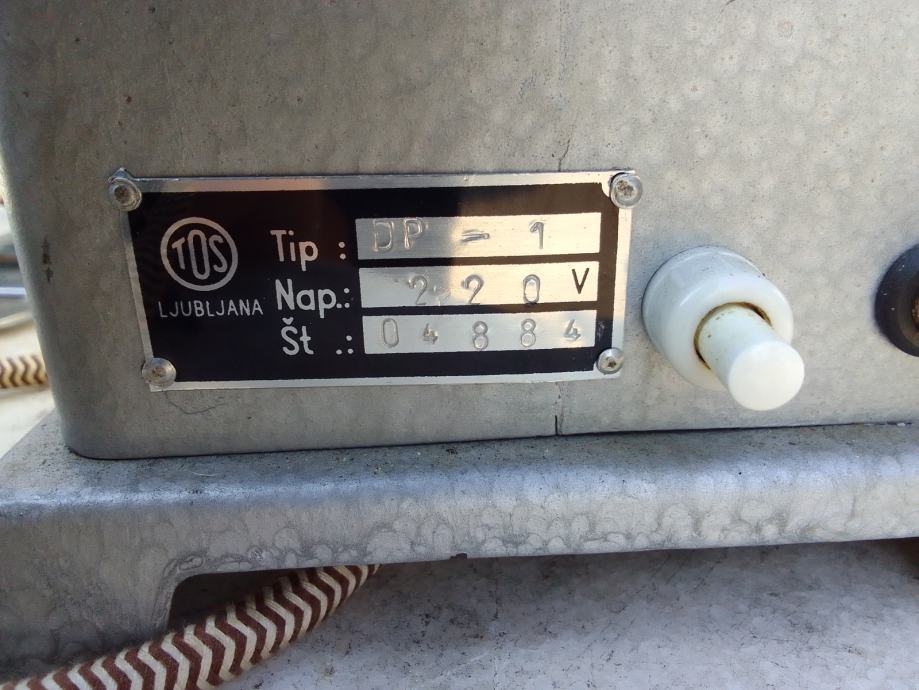 TOS
LJUBLJANA
Tip : DP - 1
Nap.: 220 V
Št .: 04884